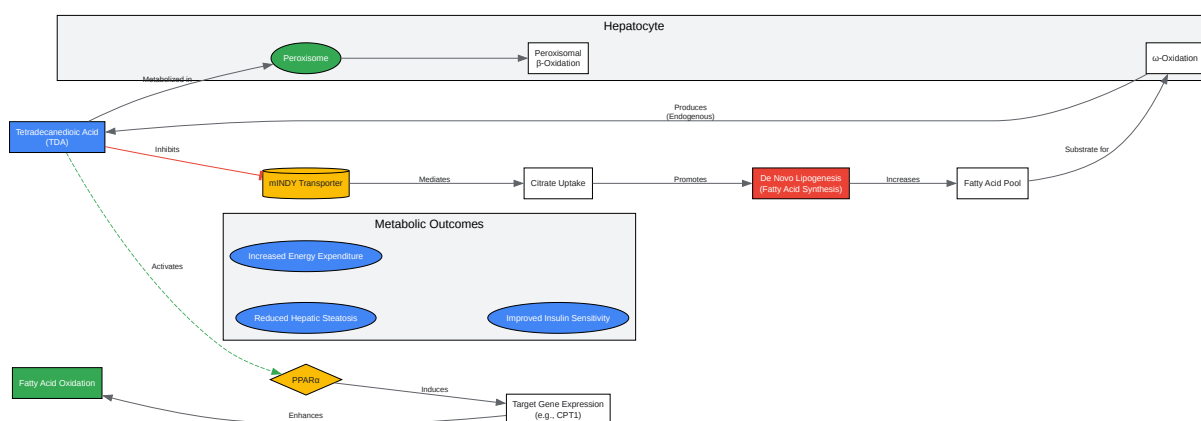 Hepatocyte
Peroxisome
Peroxisomal
β-Oxidation
ω-Oxidation
Metabolized in
Produces
(Endogenous)
Tetradecanedioic Acid
(TDA)
Inhibits
Substrate for
mINDY Transporter
Mediates
Citrate Uptake
Promotes
De Novo Lipogenesis
(Fatty Acid Synthesis)
Increases
Fatty Acid Pool
Metabolic Outcomes
Increased Energy Expenditure
Activates
Reduced Hepatic Steatosis
Improved Insulin Sensitivity
Fatty Acid Oxidation
PPARα
Induces
Target Gene Expression
(e.g., CPT1)
Enhances